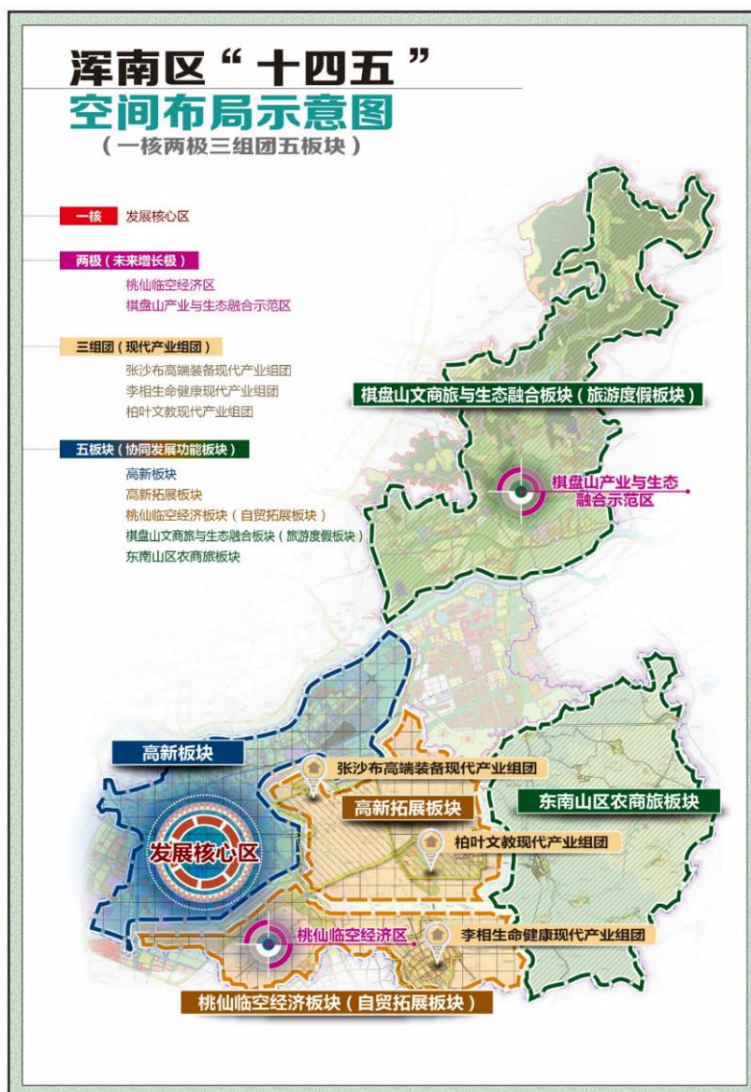 浑南区“十四五”
空间布局示意图
（一核两极三组团五板块）
一核 发展核心区
两极（未来增长极）
桃仙临空经济区
棋盘山产业与生态融合示范区
三组团（现代产业组团）
张沙布高端装备现代产业组团
李相生命健康现代产业组团
柏叶文教现代产业组团
五板块（协同发展功能板块）
高新板块
高新拓展板块
桃仙临空经济板块（自贸拓展板块）
棋盘山文商旅与生态融合板块（旅游度假板块）
东南山区农商旅板块
棋盘山文商旅与生态融合板块（旅游度假板块）
棋盘山产业与生态
融合示范区
高新板块
张沙布高端装备现代产业组团
高新拓展板块
东南山区农商旅板块
柏叶文教现代产业组团
发展核心区
桃仙临空经济区
李相生命健康现代产业组团
桃仙临空经济板块（自贸拓展板块）